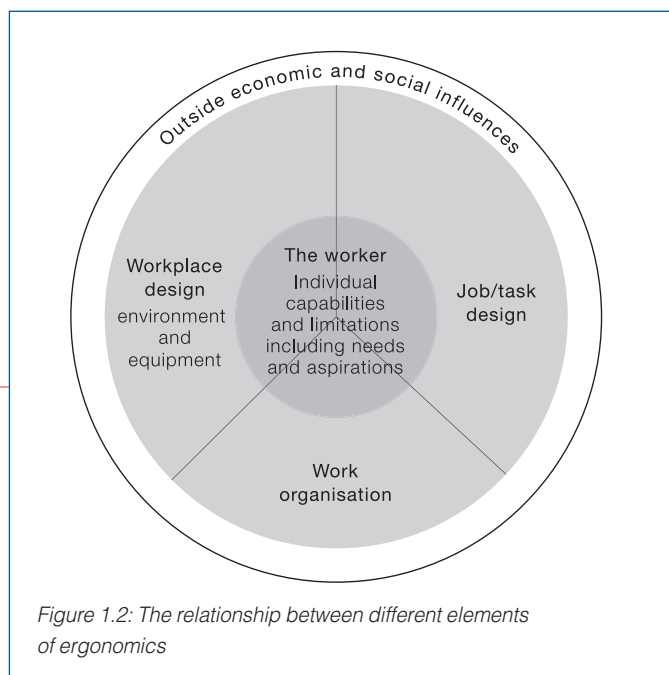 Outside economic and social influences
The worker
Individual
capabilities
and limitations
including needs
and aspirations
Workplace
design
environment
and
equipment
Job/task
design
Work
organisation
Figure 1.2: The relationship between different elements
of ergonomics